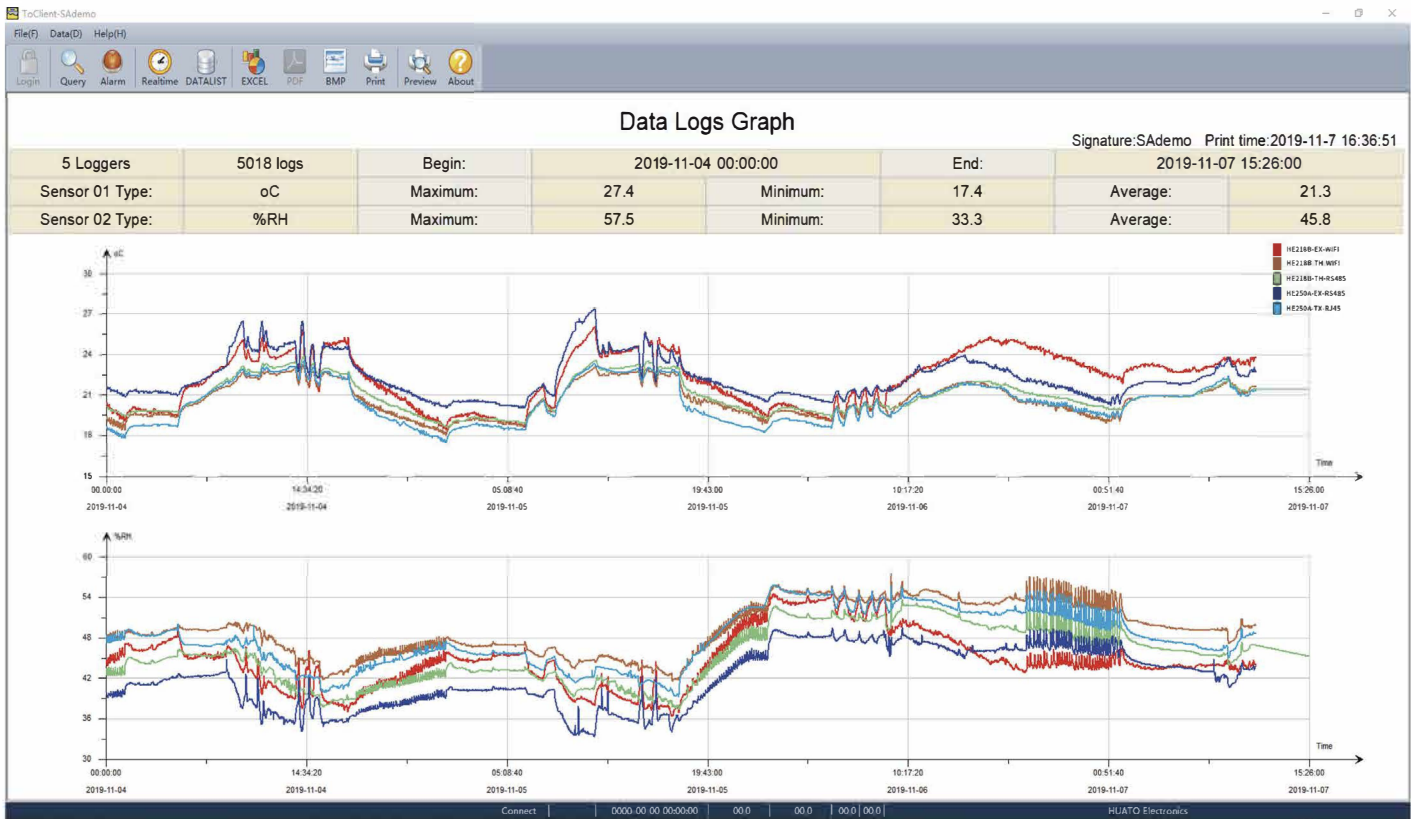 ToClient-SAdemo
File(F) Data(D) Help(H)
Login Query Alarm Realtime DATALIST EXCEL PDF BMP Print Preview About
Data Logs Graph
Signature:SAdemo Print time:2019-11-7 16:36:51
5 Loggers 5018 logs Begin: 2019-11-04 00:00:00 End: 2019-11-07 15:26:00
Sensor 01 Type: oC Maximum: 27.4 Minimum: 17.4 Average: 21.3
Sensor 02 Type: %RH Maximum: 57.5 Minimum: 33.3 Average: 45.8
oC
HE218B-EX-WIFI
HE218B-TH-WIFI
HE218B-TH-RS485
HE250A-EX-RS485
HE250A-TX-RJ45
30
27
24
21
18
15
Time
00:00:00 14:34:20 05:08:40 19:43:00 10:17:20 00:51:40 15:26:00
2019-11-04 2019-11-04 2019-11-05 2019-11-05 2019-11-06 2019-11-07 2019-11-07
%RH
60
54
48
42
36
30
Time
00:00:00 14:34:20 05:08:40 19:43:00 10:17:20 00:51:40 15:26:00
2019-11-04 2019-11-04 2019-11-05 2019-11-05 2019-11-06 2019-11-07 2019-11-07
Connect 0000-00-00 00:00:00 00.0 00.0 00.0 00.0 HUATO Electronics